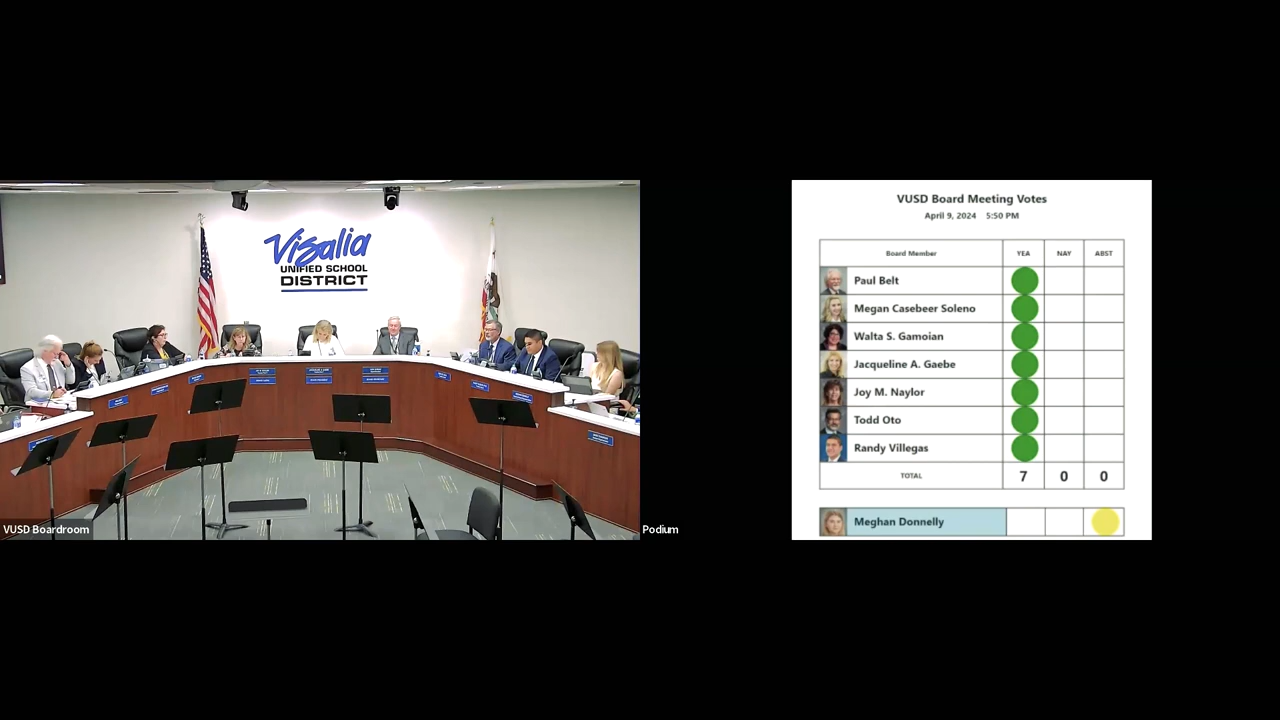 Visalia
UNIFIED SCHOOL
DISTRICT
VUSD Boardroom
Podium
VUSD Board Meeting Votes
April 9, 2024 5:50 PM
Board Member YEA NAY ABST
Paul Belt
Megan Casebeer Soleno
Walta S. Gamoian
Jacqueline A. Gaebe
Joy M. Naylor
Todd Oto
Randy Villegas
TOTAL 7 0 0
Meghan Donnelly